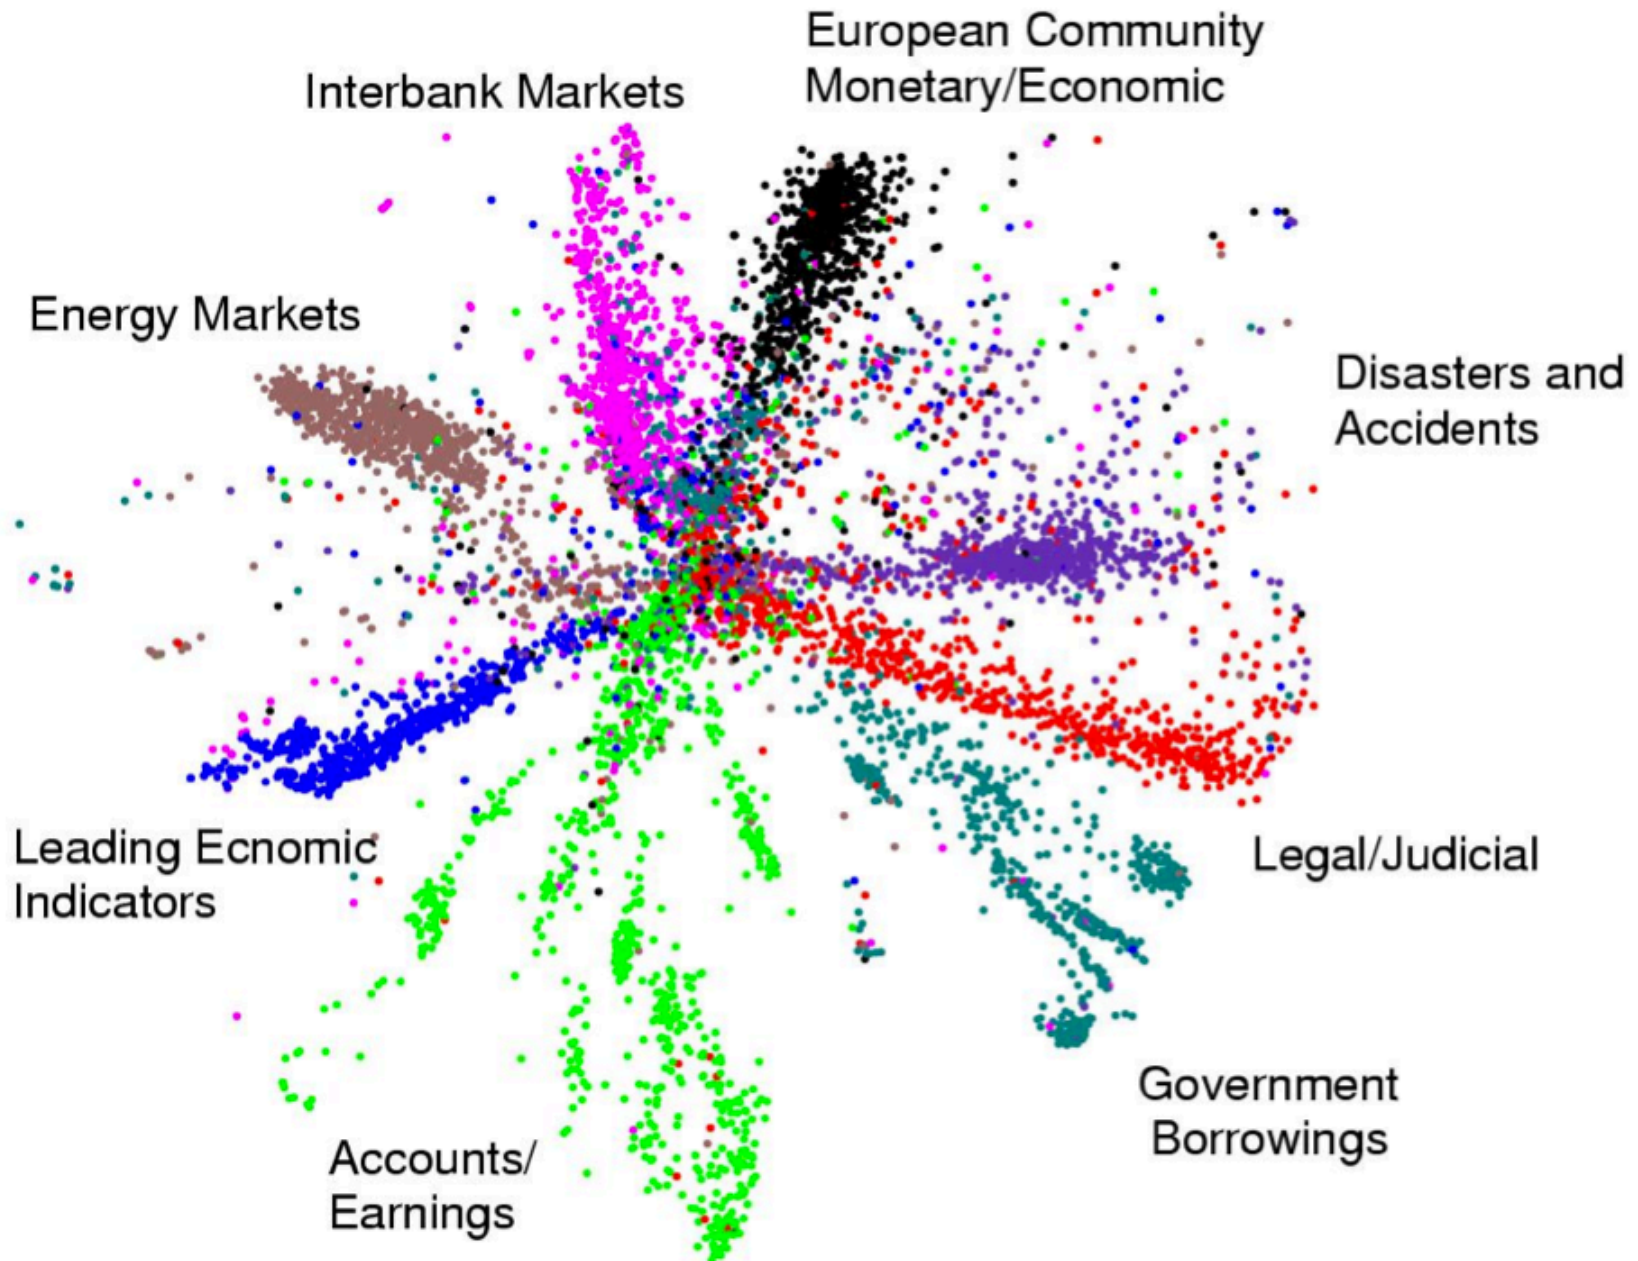 European Community
Monetary/Economic
Interbank Markets
Energy Markets
Disasters and
Accidents
Leading Ecnomic
Indicators
Legal/Judicial
Government
Borrowings
Accounts/
Earnings